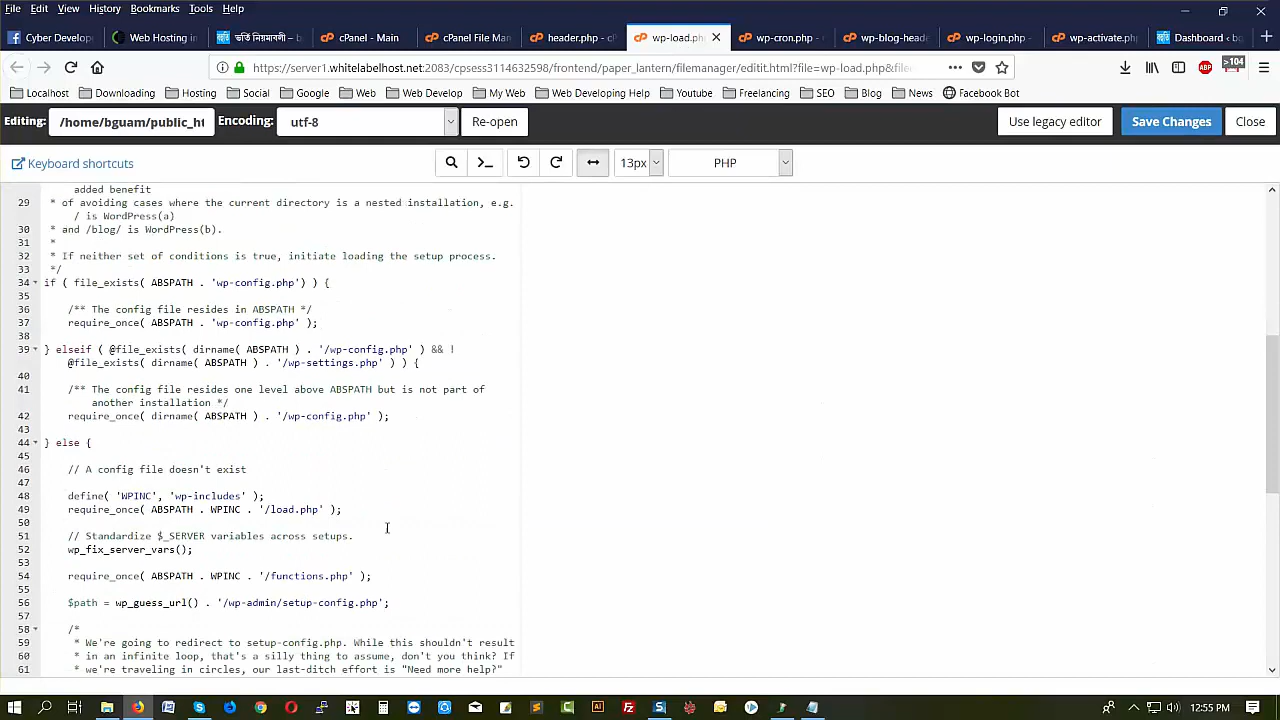 File Edit View History Bookmarks Tools Help
Cyber Develop
Web Hosting in
ভর্তি নিয়মাবলী – b
cPanel - Main
cPanel File Man
header.php - cP
wp-load.ph
wp-cron.php -
wp-blog-heade
wp-login.php -
wp-activate.php
Dashboard ‹ b
https://server1.whitelabelhost.net:2083/cpsess3114632598/frontend/paper_lantern/filemanager/editit.html?file=wp-load.php&file
ABP >104
Localhost Downloading Hosting Social Google Web Web Develop My Web Web Developing Help Youtube Freelancing SEO Blog News Facebook Bot
Editing: /home/bguam/public_ht Encoding: utf-8 Re-open Use legacy editor Save Changes Close
Keyboard shortcuts 13px PHP
added benefit
29 * of avoiding cases where the current directory is a nested installation, e.g.
/ is WordPress(a)
30 * and /blog/ is WordPress(b).
31 *
32 * If neither set of conditions is true, initiate loading the setup process.
33 */
34 if ( file_exists( ABSPATH . 'wp-config.php') ) {
35
36 /** The config file resides in ABSPATH */
37 require_once( ABSPATH . 'wp-config.php' );
38
39 } elseif ( @file_exists( dirname( ABSPATH ) . '/wp-config.php' ) && !
@file_exists( dirname( ABSPATH ) . '/wp-settings.php' ) ) {
40
41 /** The config file resides one level above ABSPATH but is not part of
another installation */
42 require_once( dirname( ABSPATH ) . '/wp-config.php' );
43
44 } else {
45
46 // A config file doesn't exist
47
48 define( 'WPINC', 'wp-includes' );
49 require_once( ABSPATH . WPINC . '/load.php' );
50
51 // Standardize $_SERVER variables across setups.
52 wp_fix_server_vars();
53
54 require_once( ABSPATH . WPINC . '/functions.php' );
55
56 $path = wp_guess_url() . '/wp-admin/setup-config.php';
57
58 /*
59 * We're going to redirect to setup-config.php. While this shouldn't result
60 * in an infinite loop, that's a silly thing to assume, don't you think? If
61 * we're traveling in circles, our last-ditch effort is "Need more help?"
12:55 PM